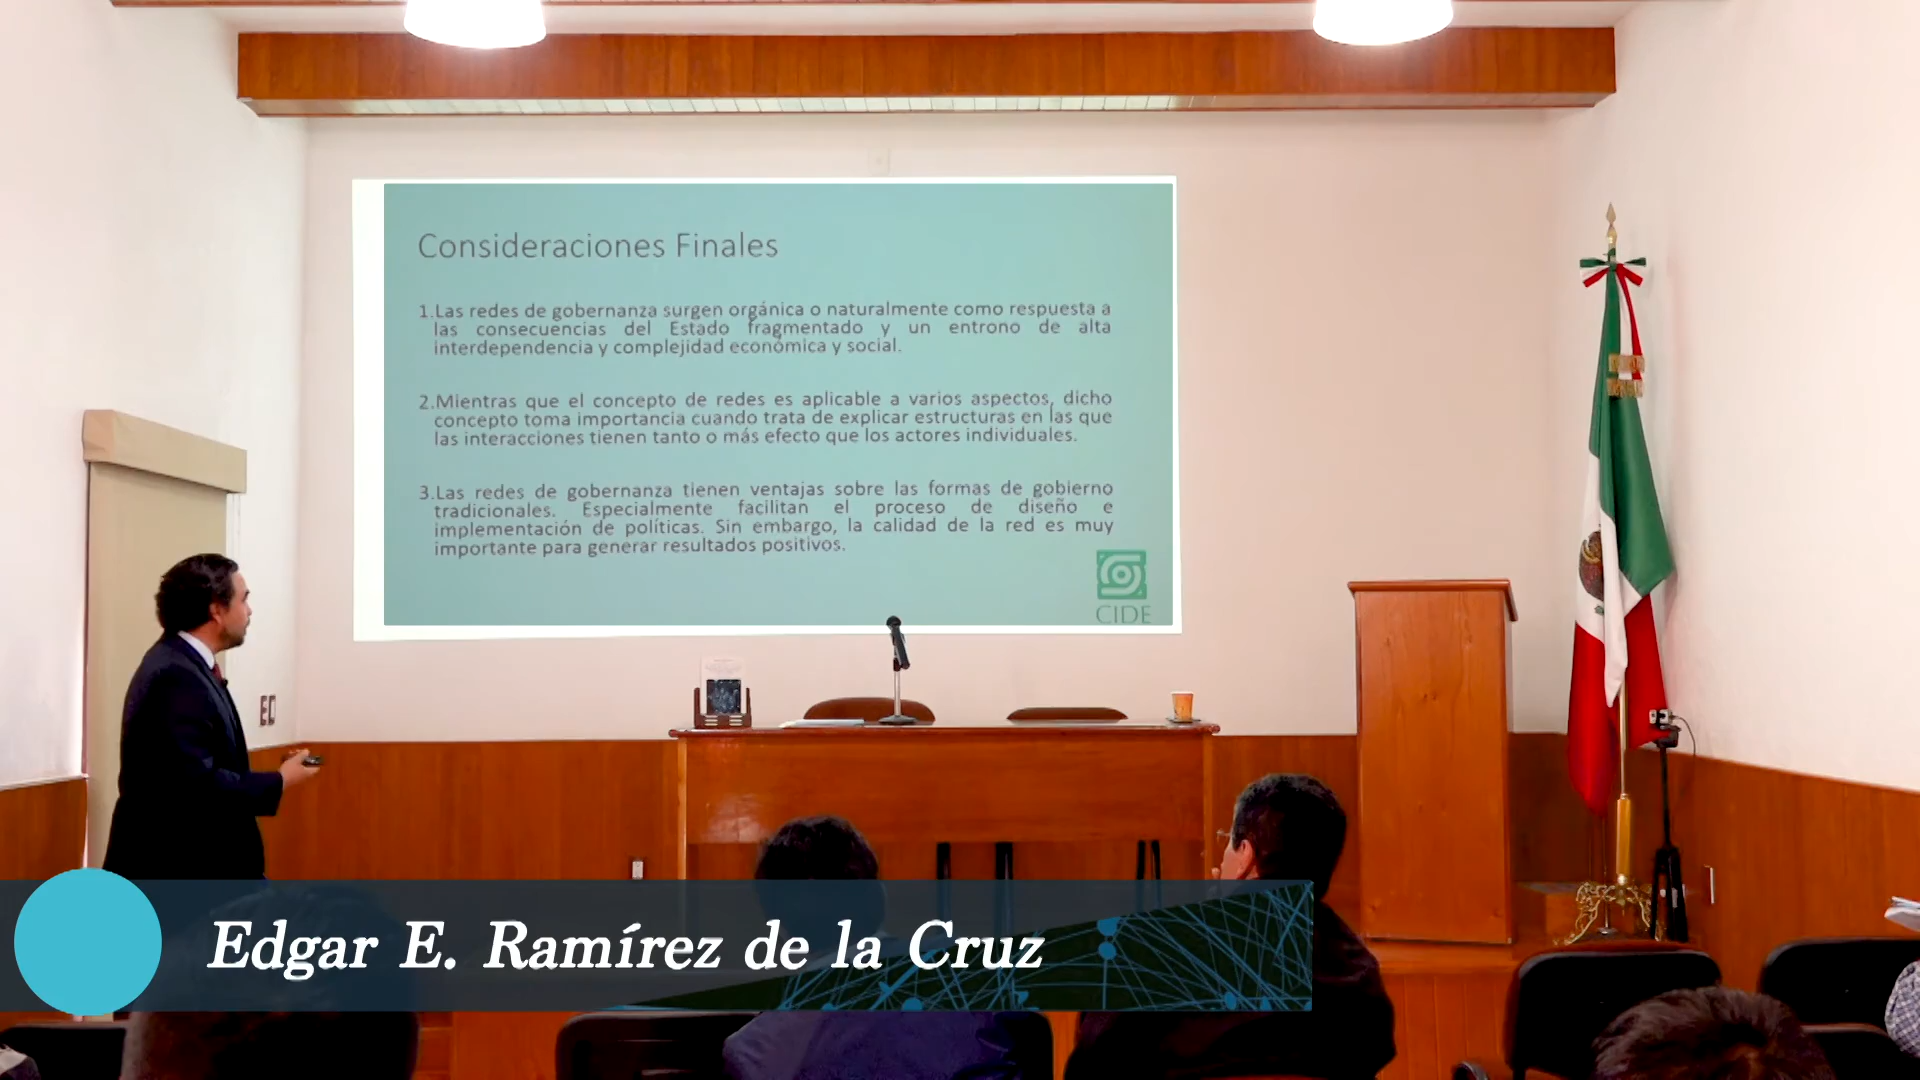 Consideraciones Finales
1.Las redes de gobernanza surgen orgánica o naturalmente como respuesta a
las consecuencias del Estado fragmentado y un entrono de alta
interdependencia y complejidad económica y social.
2.Mientras que el concepto de redes es aplicable a varios aspectos, dicho
concepto toma importancia cuando trata de explicar estructuras en las que
las interacciones tienen tanto o más efecto que los actores individuales.
3.Las redes de gobernanza tienen ventajas sobre las formas de gobierno
tradicionales. Especialmente facilitan el proceso de diseño e
implementación de políticas. Sin embargo, la calidad de la red es muy
importante para generar resultados positivos.
CIDE
Edgar E. Ramírez de la Cruz